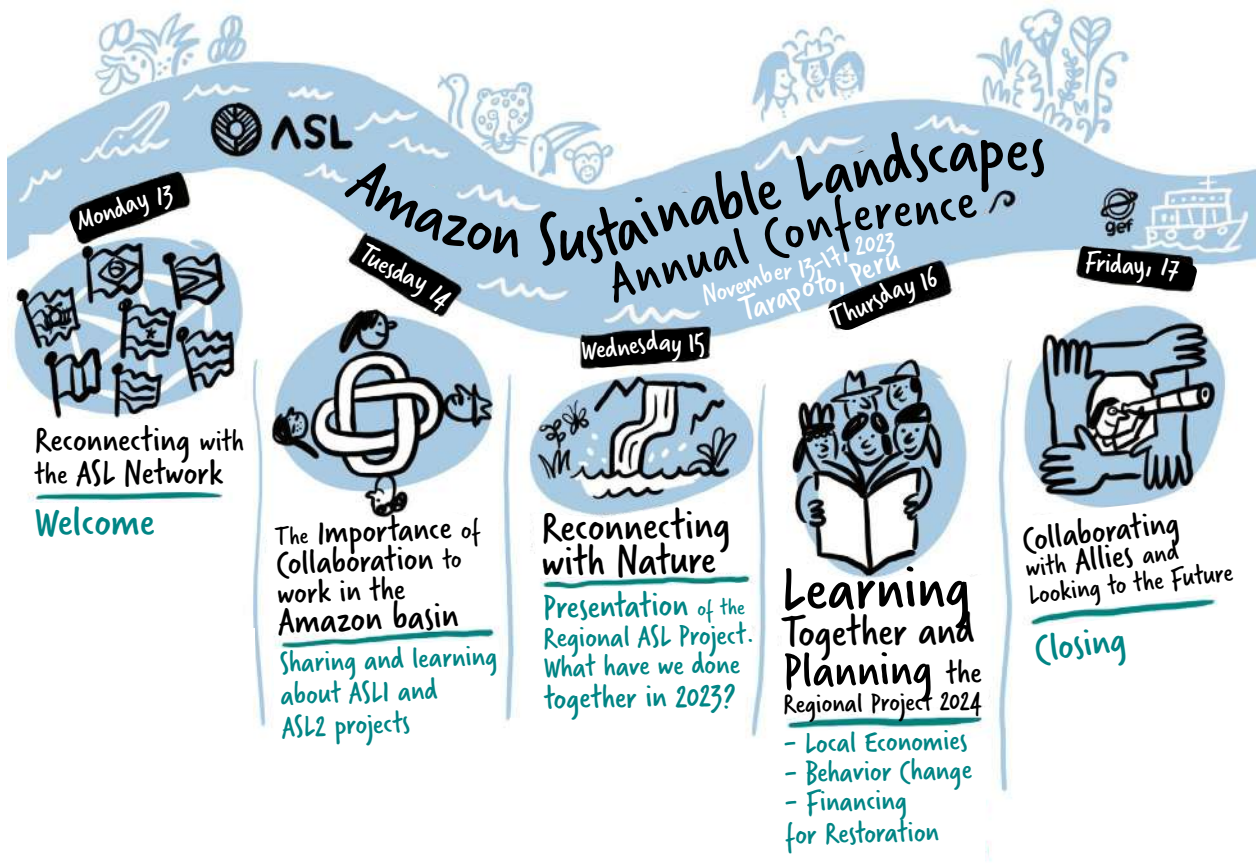 ASL
Amazon Sustainable Landscapes
Annual Conference
November 13-17, 2023
Tarapoto, Perú
gef
Monday 13
Reconnecting with
the ASL Network
Welcome
Tuesday 14
The Importance of
Collaboration to
work in the
Amazon basin
Sharing and learning
about ASL1 and
ASL2 projects
Wednesday 15
Reconnecting
with Nature
Presentation of the
Regional ASL Project.
What have we done
together in 2023?
Thursday 16
Learning
Together and
Planning the
Regional Project 2024
- Local Economies
- Behavior Change
- Financing
for Restoration
Friday, 17
Collaborating
with Allies and
Looking to the Future
Closing